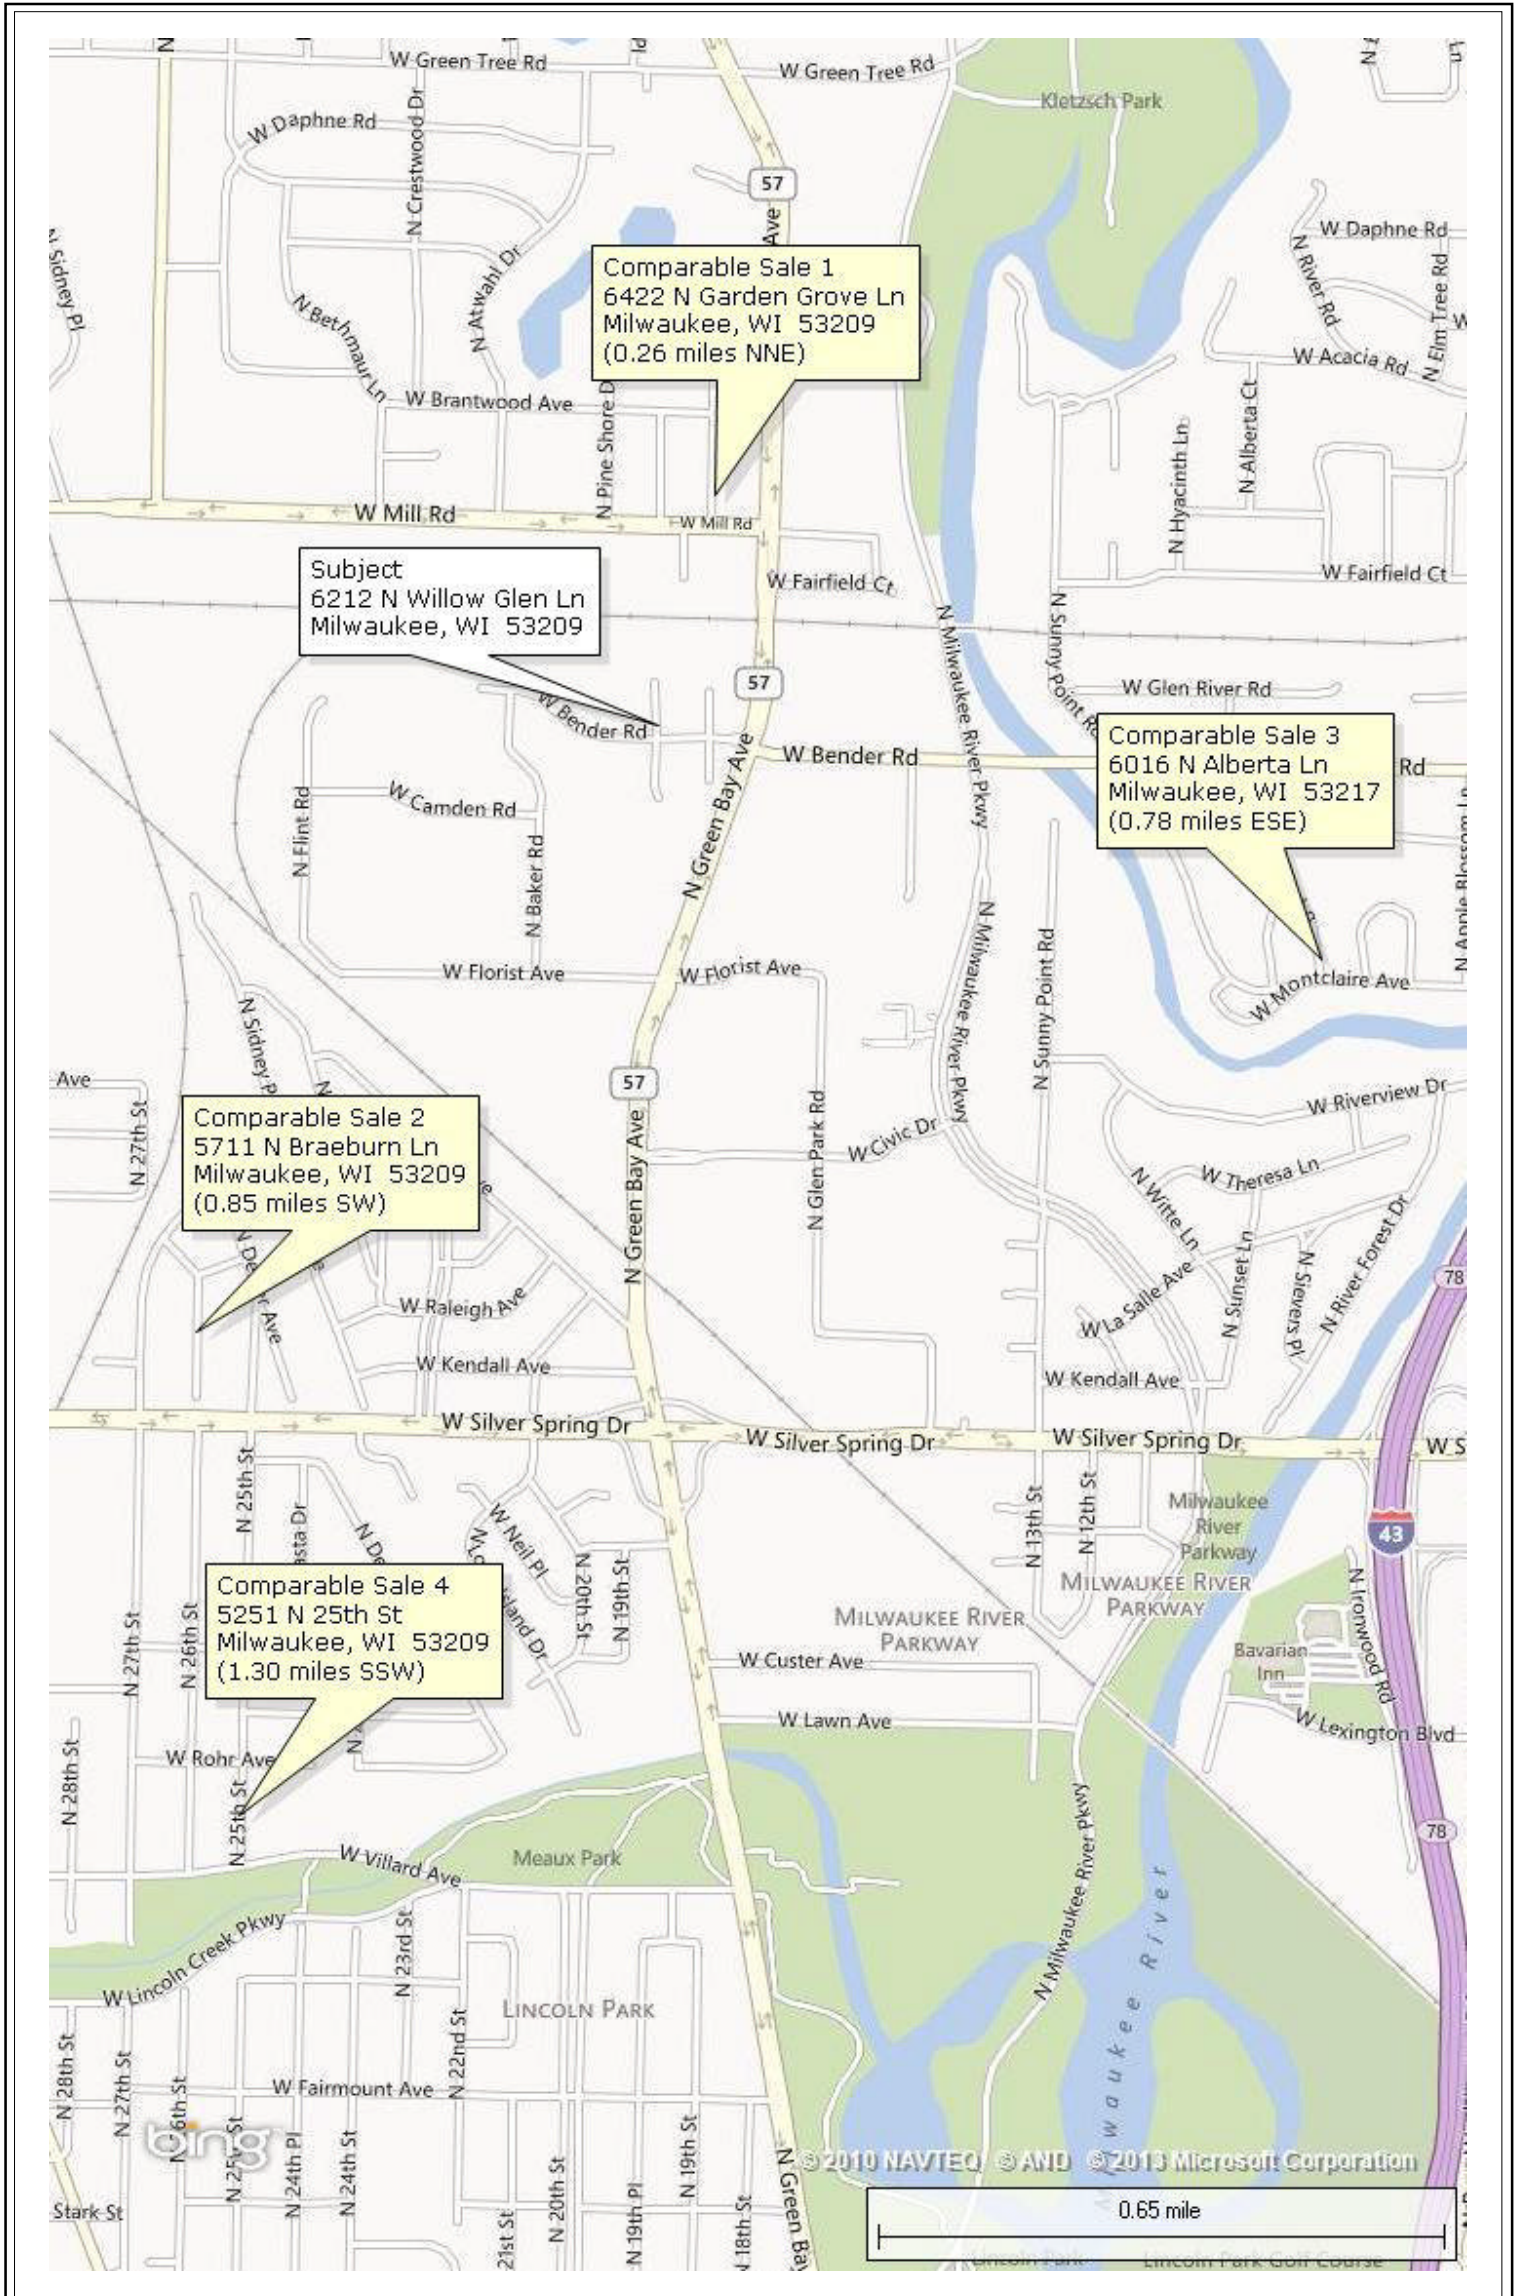 W Green Tree Rd
W Green Tree Rd
Kletzsch Park
W Daphne Rd
N Crestwood Dr
57
Ave
W Daphne Rd
N River Rd
N Elm Tree Rd
N Sidney Pl
N Atwahl Dr
N Bethmaur Ln
Comparable Sale 1
6422 N Garden Grove Ln
Milwaukee, WI 53209
(0.26 miles NNE)
W Acacia Rd
W Brantwood Ave
N Pine Shore D
N Alberta Ct
N Hyacinth Ln
W Mill Rd
W Mill Rd
Subject
6212 N Willow Glen Ln
Milwaukee, WI 53209
W Fairfield Ct
W Fairfield Ct
N Milwaukee River Pkwy
N Sunny Point Rd
57
W Glen River Rd
W Bender Rd
W Bender Rd
Rd
Comparable Sale 3
6016 N Alberta Ln
Milwaukee, WI 53217
(0.78 miles ESE)
N Green Bay Ave
W Camden Rd
N Flint Rd
N Baker Rd
N Apple Blossom Ln
W Florist Ave
W Florist Ave
N Milwaukee River Pkwy
N Sunny Point Rd
W Montclaire Ave
N Sidney P
Ave
57
N 27th St
Comparable Sale 2
5711 N Braeburn Ln
Milwaukee, WI 53209
(0.85 miles SW)
N Green Bay Ave
N Glen Park Rd
W Civic Dr
W Riverview Dr
W Theresa Ln
N Witte Ln
N Sunset Ln
N Sievers Pl
N River Forest Dr
W La Salle Ave
78
W Raleigh Ave
W Kendall Ave
W Kendall Ave
W Silver Spring Dr
W Silver Spring Dr
W Silver Spring Dr
W S
N 25th St
asta Dr
N De
W Neil Pl
N 20th St
N 19th St
N 13th St
N 12th St
Milwaukee
River
Parkway
43
MILWAUKEE RIVER
PARKWAY
MILWAUKEE RIVER
PARKWAY
Comparable Sale 4
5251 N 25th St
Milwaukee, WI 53209
(1.30 miles SSW)
sland Dr
N 27th St
N 26th St
Bavarian
Inn
N Ironwood Rd
W Custer Ave
W Lawn Ave
W Lexington Blvd
N 28th St
W Rohr Ave
N 25th St
78
W Villard Ave
Meaux Park
N Milwaukee River Pkwy
Milwaukee River
W Lincoln Creek Pkwy
N 23rd St
LINCOLN PARK
N 22nd St
N 28th St
N 27th St
W Fairmount Ave
6th St
bing
N 25th St
N 24th Pl
N 24th St
N 20th St
N 19th Pl
N 19th St
N 18th St
21st St
N Green Bay
Stark St
© 2010 NAVTEQ © AND © 2013 Microsoft Corporation
0.65 mile
Lincoln Park
Lincoln Park Golf Course